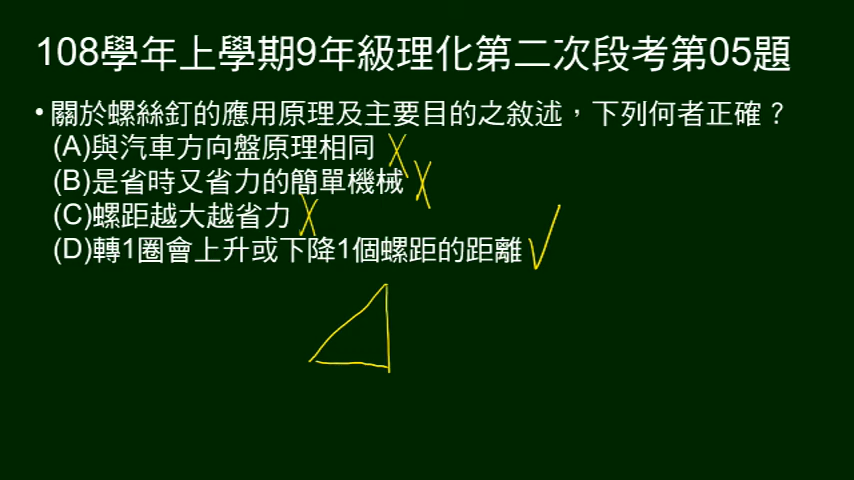 108學年上學期9年級理化第二次段考第05題
•關於螺絲釘的應用原理及主要目的之敘述，下列何者正確？
(A)與汽車方向盤原理相同
(B)是省時又省力的簡單機械
(C)螺距越大越省力
(D)轉1圈會上升或下降1個螺距的距離